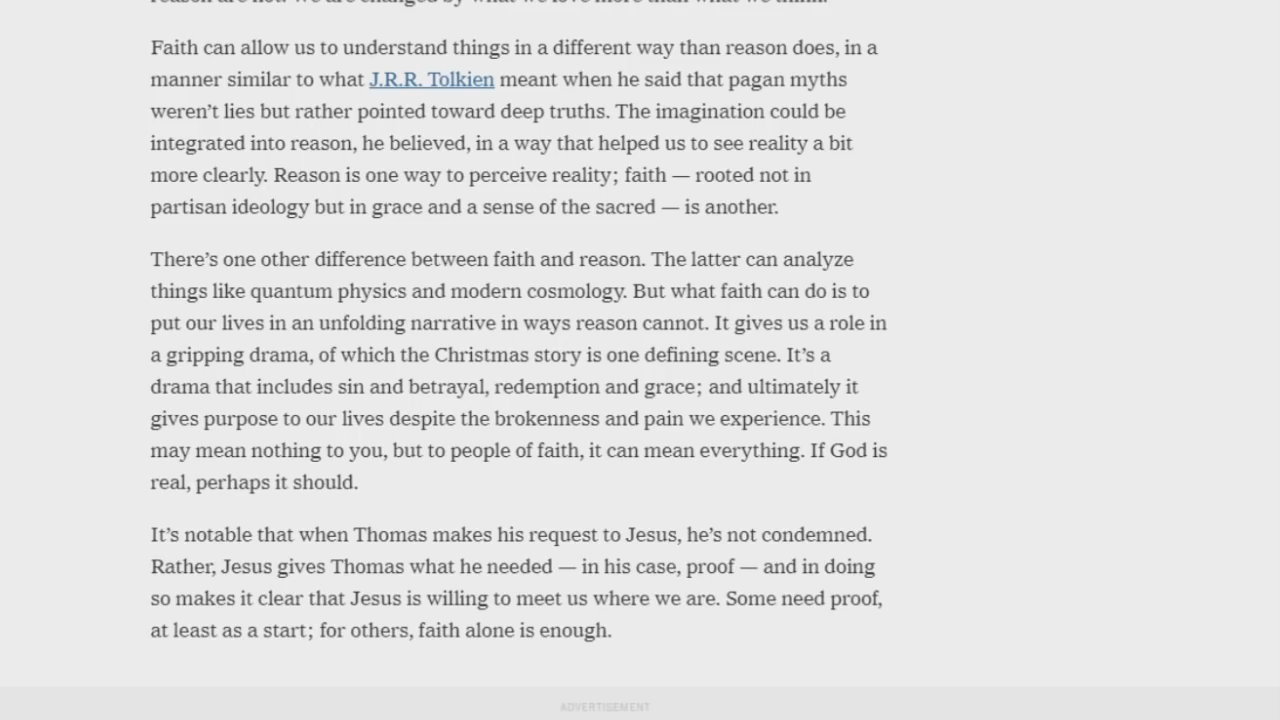 Faith can allow us to understand things in a different way than reason does, in a
manner similar to what J.R.R. Tolkien meant when he said that pagan myths
weren’t lies but rather pointed toward deep truths. The imagination could be
integrated into reason, he believed, in a way that helped us to see reality a bit
more clearly. Reason is one way to perceive reality; faith — rooted not in
partisan ideology but in grace and a sense of the sacred — is another.
There’s one other difference between faith and reason. The latter can analyze
things like quantum physics and modern cosmology. But what faith can do is to
put our lives in an unfolding narrative in ways reason cannot. It gives us a role in
a gripping drama, of which the Christmas story is one defining scene. It’s a
drama that includes sin and betrayal, redemption and grace; and ultimately it
gives purpose to our lives despite the brokenness and pain we experience. This
may mean nothing to you, but to people of faith, it can mean everything. If God is
real, perhaps it should.
It’s notable that when Thomas makes his request to Jesus, he’s not condemned.
Rather, Jesus gives Thomas what he needed — in his case, proof — and in doing
so makes it clear that Jesus is willing to meet us where we are. Some need proof,
at least as a start; for others, faith alone is enough.
ADVERTISEMENT